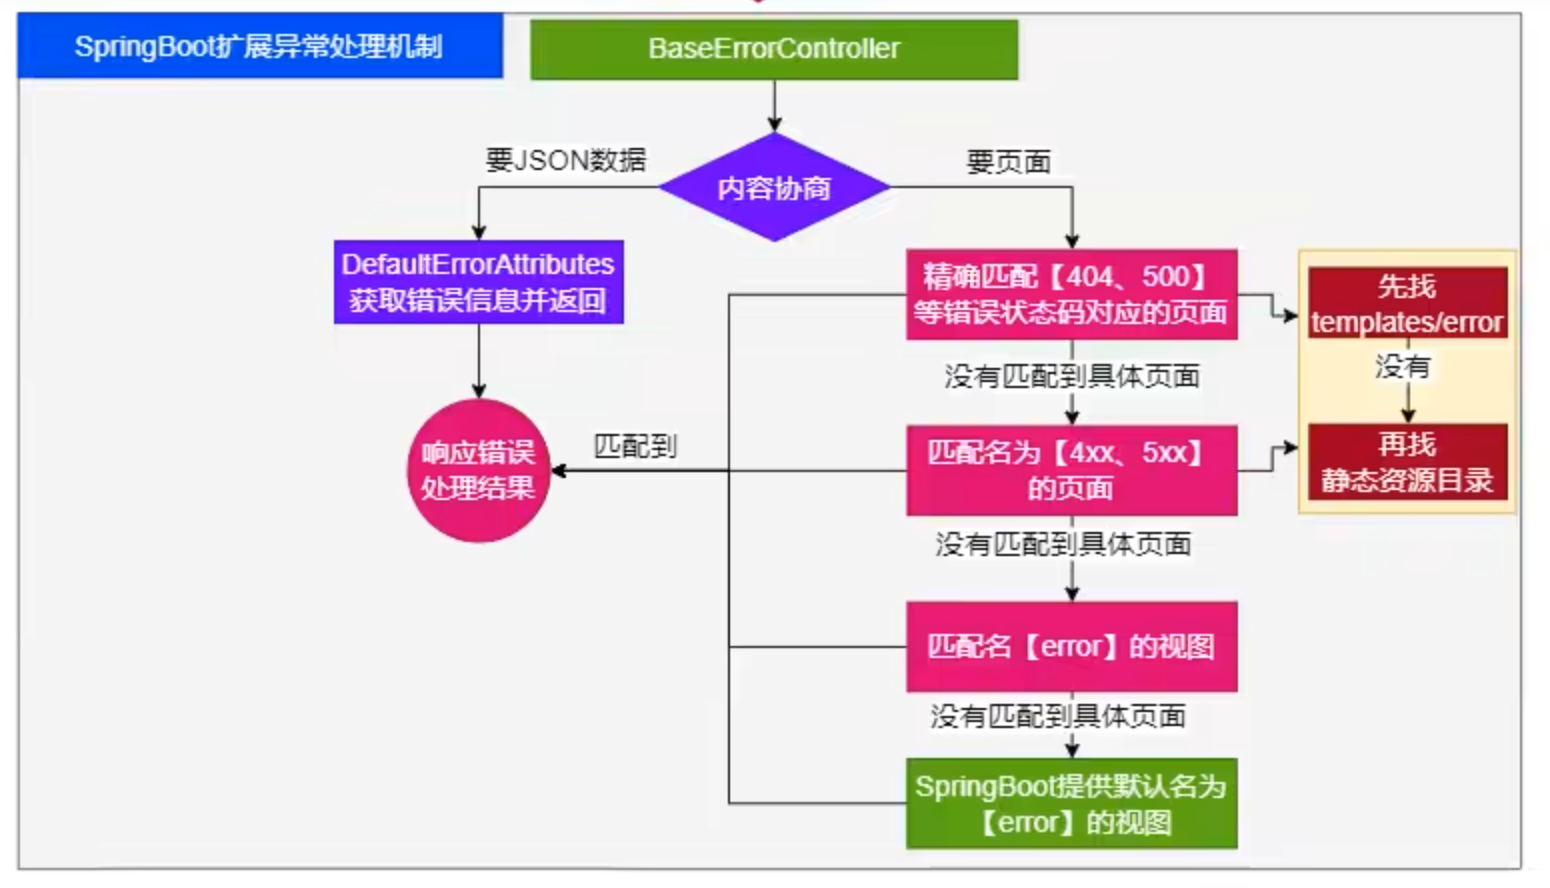 SpringBoot扩展异常处理机制
BaseErrorController
要JSON数据
内容协商
要页面
DefaultErrorAttributes
获取错误信息并返回
精确匹配【404、500】
等错误状态码对应的页面
先找
templates/error
没有
没有匹配到具体页面
响应错误
处理结果
匹配到
匹配名为【4xx、5xx】
的页面
再找
静态资源目录
没有匹配到具体页面
匹配名【error】的视图
没有匹配到具体页面
SpringBoot提供默认名为
【error】的视图